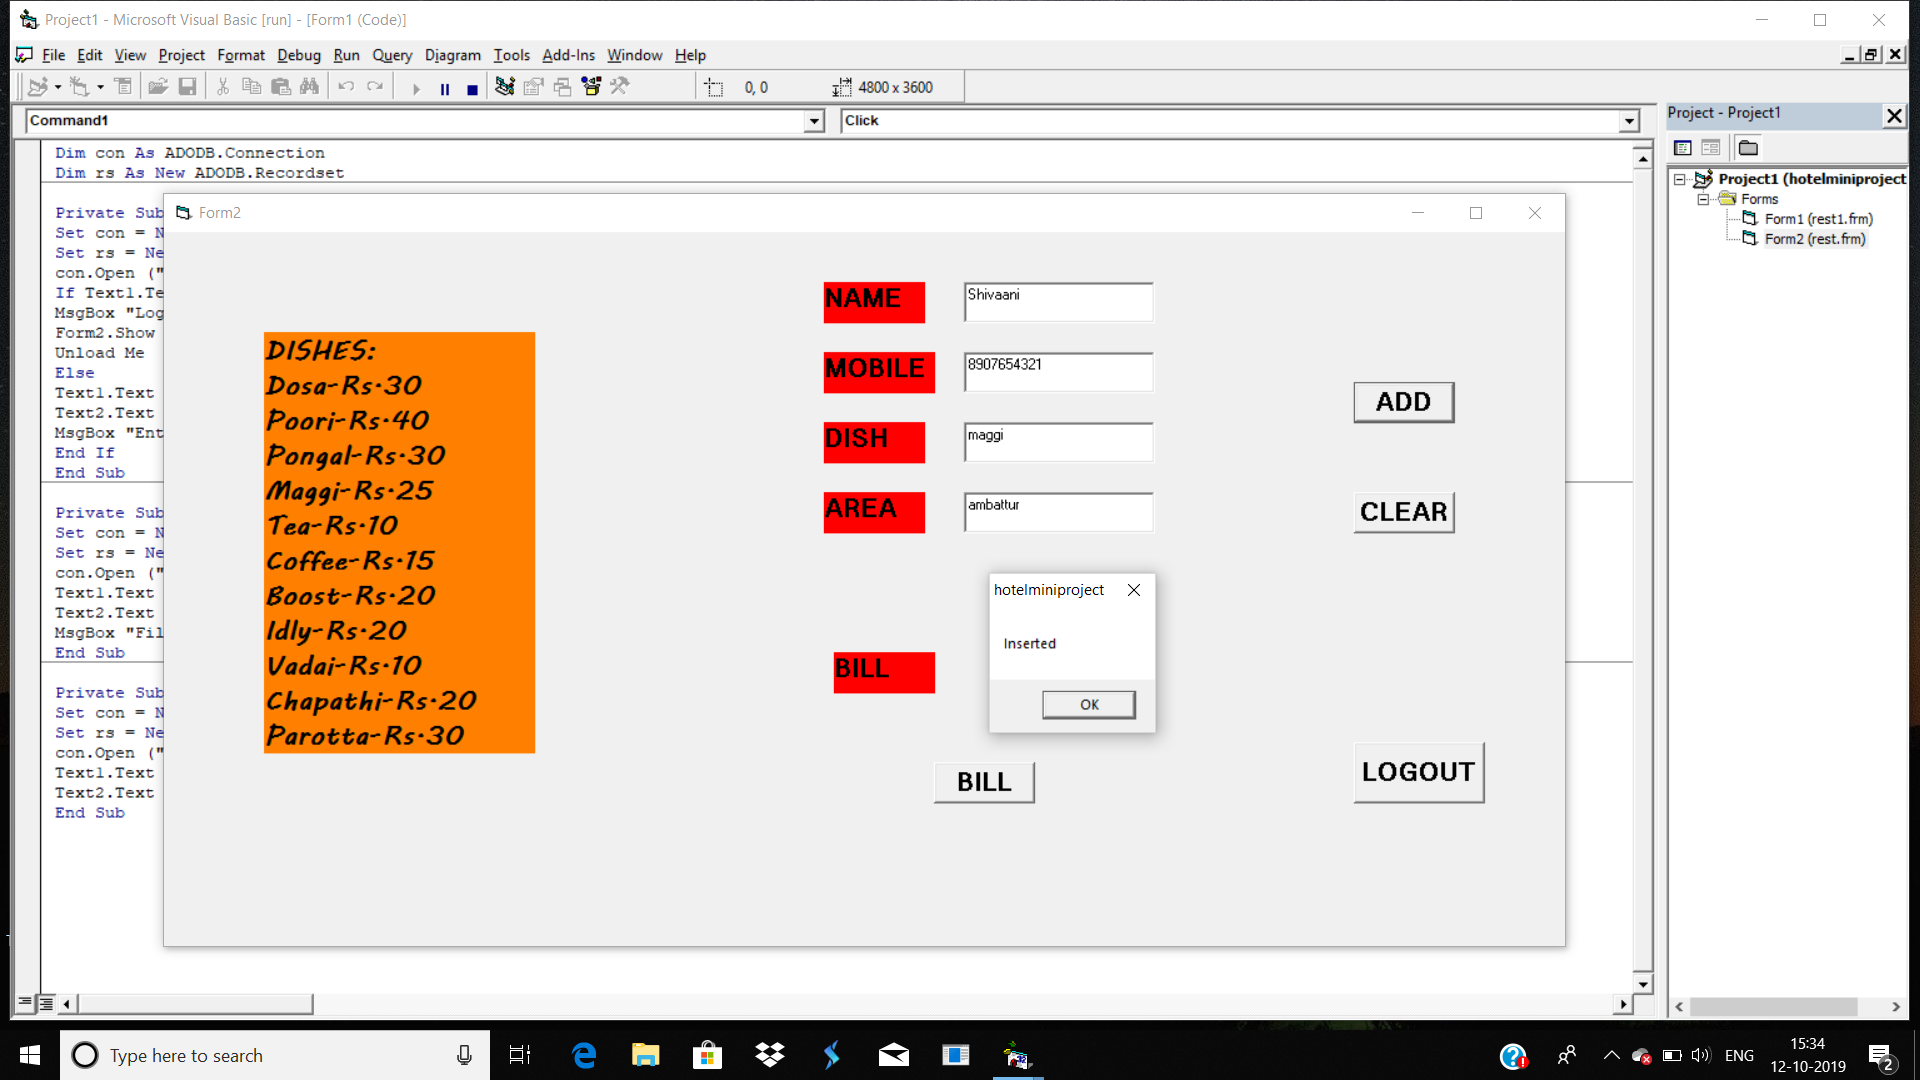 Project1 - Microsoft Visual Basic [run] - [Form1 (Code)]
File Edit View Project Format Debug Run Query Diagram Tools Add-Ins Window Help
0, 0
4800 x 3600
Command1
Click
Project - Project1
Dim con As ADODB.Connection
Dim rs As New ADODB.Recordset
Private Sub
Set con = N
Set rs = Ne
con.Open ("
If Text1.Te
MsgBox "Log
Form2.Show
Unload Me
Else
Text1.Text
Text2.Text
MsgBox "Ent
End If
End Sub
Private Sub
Set con = N
Set rs = Ne
con.Open ("
Text1.Text
Text2.Text
MsgBox "Fil
End Sub
Private Sub
Set con = N
Set rs = Ne
con.Open ("
Text1.Text
Text2.Text
End Sub
Form2
DISHES:
Dosa-Rs.30
Poori-Rs.40
Pongal-Rs.30
Maggi-Rs.25
Tea-Rs.10
Coffee-Rs.15
Boost-Rs.20
Idly-Rs.20
Vadai-Rs.10
Chapathi-Rs.20
Parotta-Rs.30
NAME
Shivaani
MOBILE
8907654321
DISH
maggi
AREA
ambattur
BILL
BILL
ADD
CLEAR
LOGOUT
hotelminiproject
Inserted
OK
Project1 (hotelminiproject
Forms
Form1 (rest1.frm)
Form2 (rest.frm)
Type here to search
ENG
15:34
12-10-2019
2